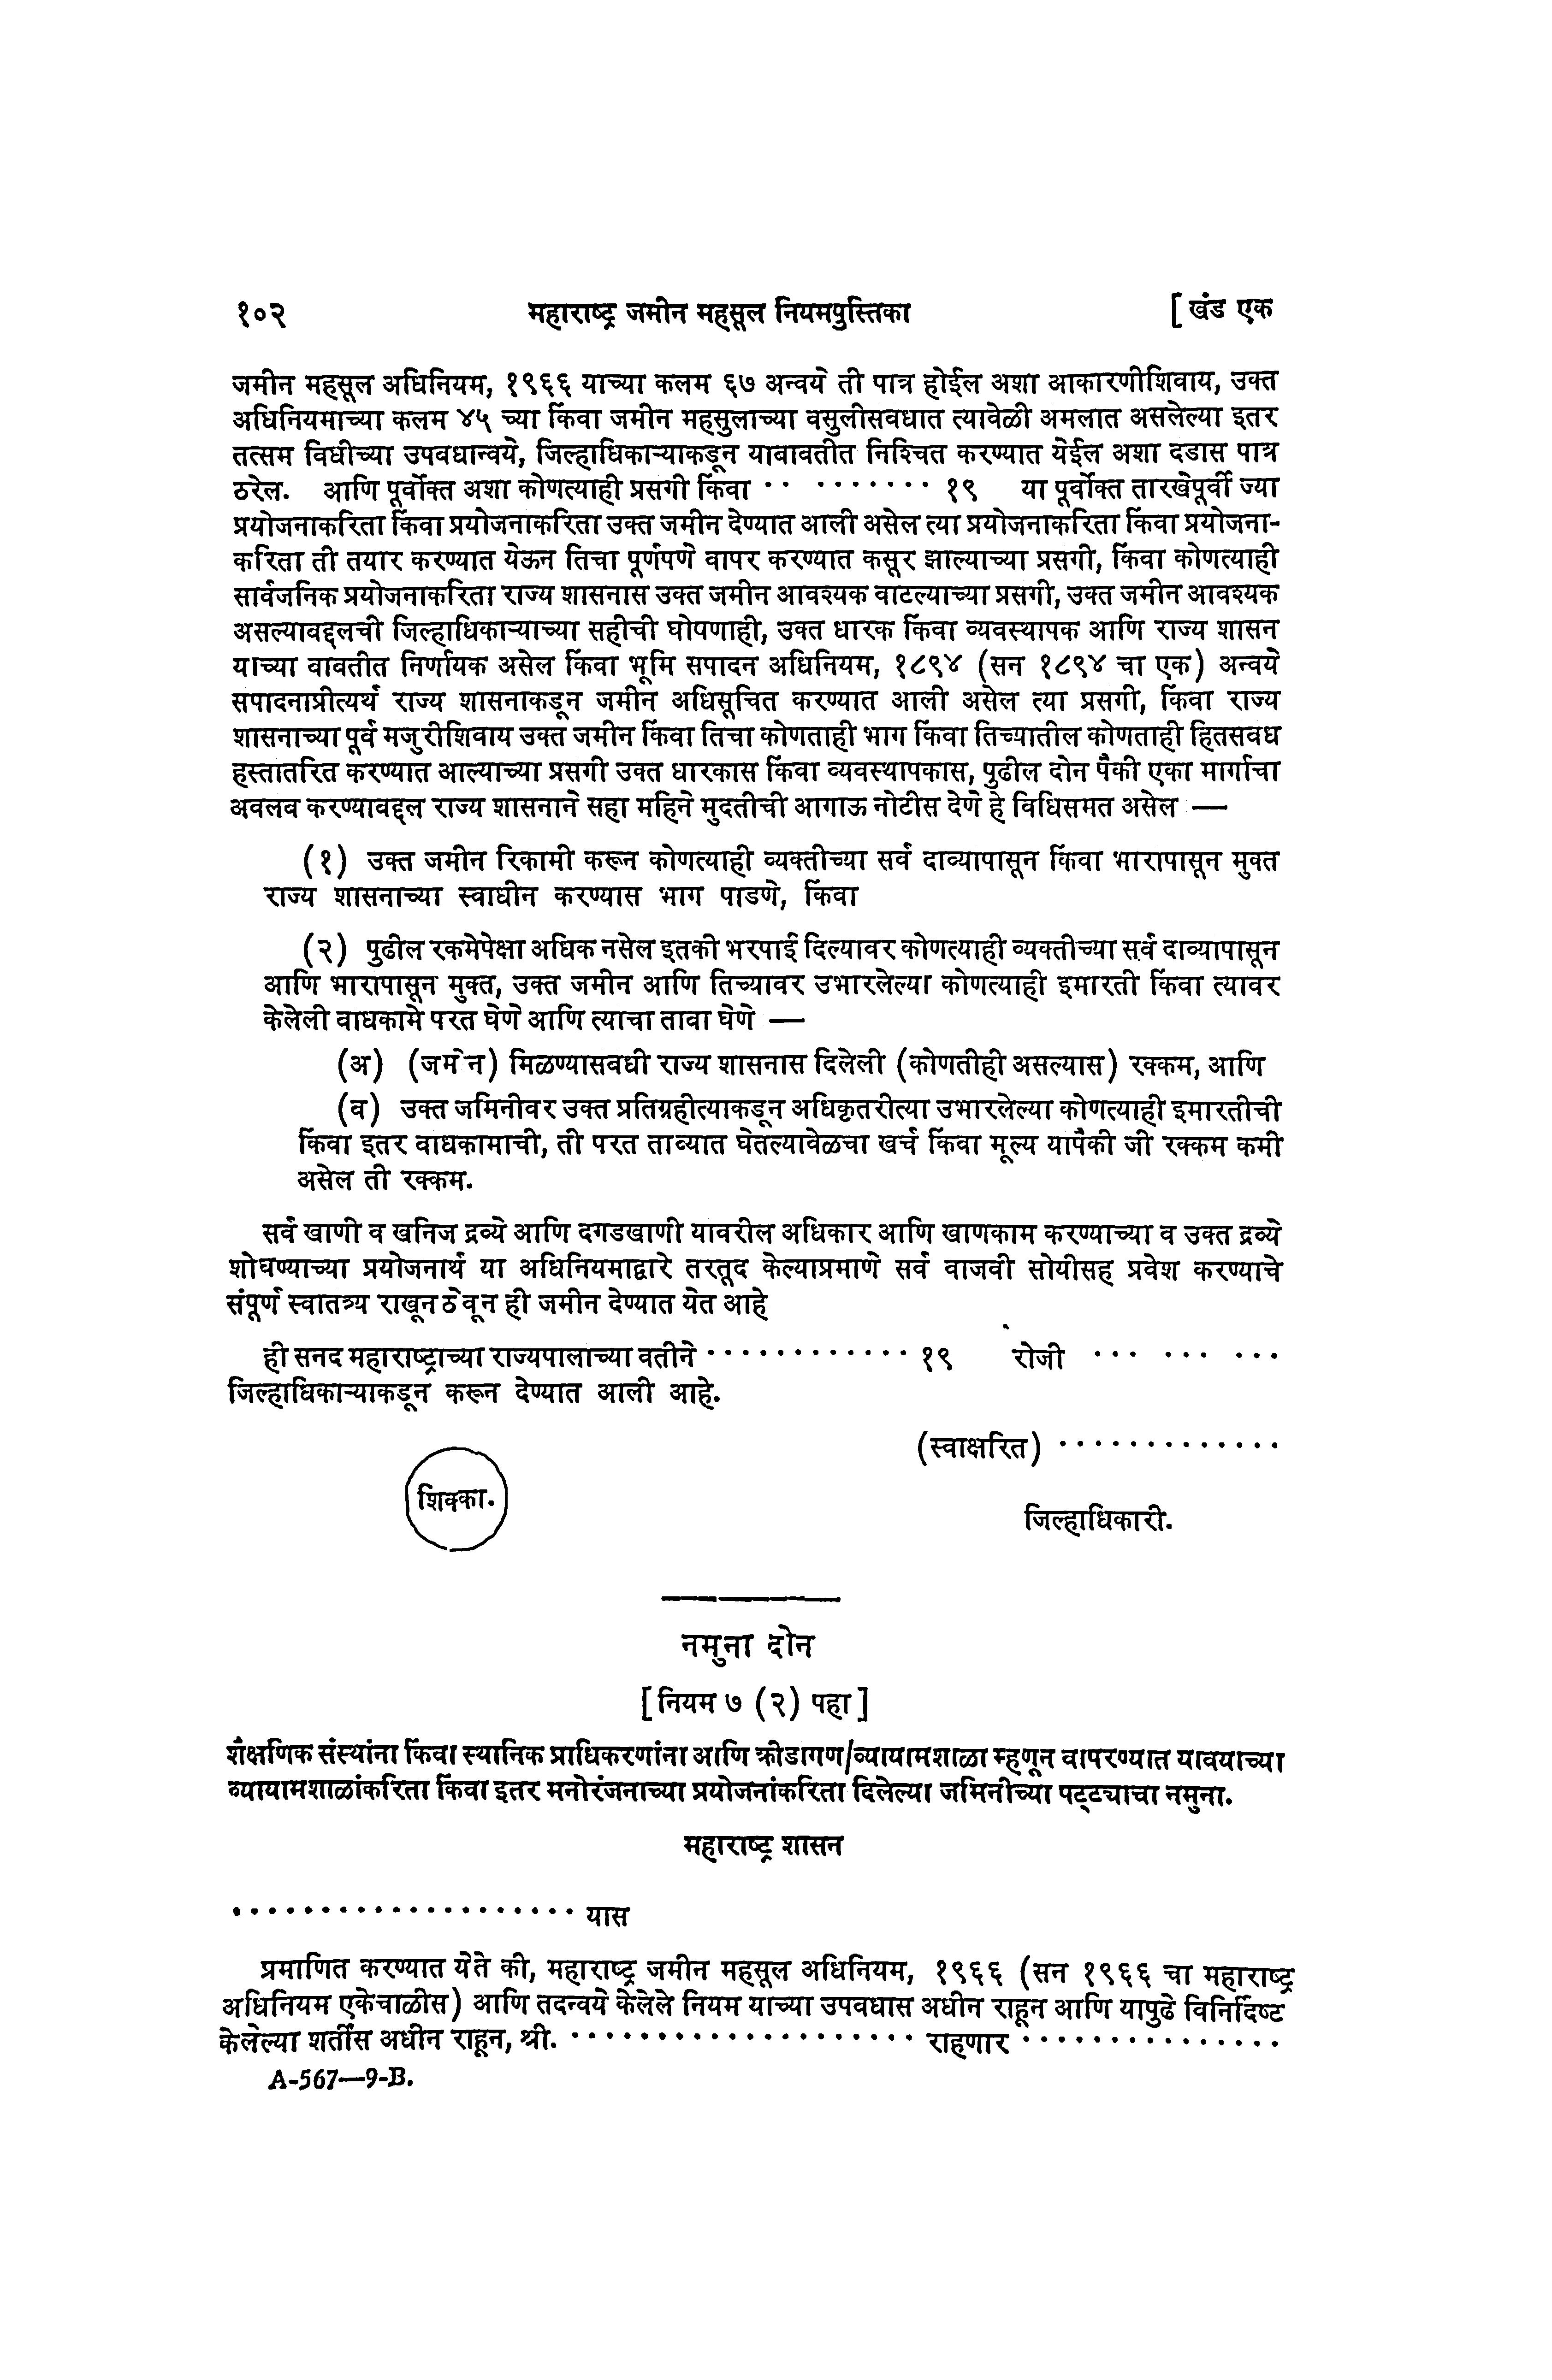 १०२ महाराष्ट्र जमीन महसूल नियमपुस्तिका [ खंड एक
जमीन महसूल अधिनियम, १९६६ याच्या कलम ६७ अन्वये ती पात्र होईल अशा आकारणीशिवाय, उक्त
अधिनियमाच्या कलम ४५ च्या किंवा जमीन महसुलाच्या वसुलीसवधात त्यावेळी अमलात असलेल्या इतर
तत्सम विधीच्या उपबधान्वये, जिल्हाधिकाऱ्याकडून याबावतीत निश्चित करण्यात येईल अशा दडास पात्र
ठरेल. आणि पूर्वोक्त अशा कोणत्याही प्रसगी किंवा .. ....... १९ या पूर्वोक्त तारखेपूर्वी ज्या
प्रयोजनाकरिता किंवा प्रयोजनाकरिता उक्त जमीन देण्यात आली असेल त्या प्रयोजनाकरिता किंवा प्रयोजना-
करिता ती तयार करण्यात येऊन तिचा पूर्णपणे वापर करण्यात कसूर झाल्याच्या प्रसगी, किंवा कोणत्याही
सार्वजनिक प्रयोजनाकरिता राज्य शासनास उक्त जमीन आवश्यक वाटल्याच्या प्रसगी, उक्त जमीन आवश्यक
असल्यावद्दलची जिल्हाधिकाऱ्याच्या सहीची घोषणाही, उक्त धारक किंवा व्यवस्थापक आणि राज्य शासन
याच्या वावतीत निर्णायक असेल किंवा भूमि सपादन अधिनियम, १८९४ (सन १८९४ चा एक) अन्वये
सपादनाप्रीत्यर्थ राज्य शासनाकडून जमीन अधिसूचित करण्यात आली असेल त्या प्रसगी, किंवा राज्य
शासनाच्या पूर्व मजुरीशिवाय उक्त जमीन किंवा तिचा कोणताही भाग किंवा तिच्यातील कोणताही हितसवध
हस्तातरित करण्यात आल्याच्या प्रसगी उक्त धारकास किंवा व्यवस्थापकास, पुढील दोन पैकी एका मार्गाचा
अवलव करण्यावद्दल राज्य शासनाने सहा महिने मुदतीची आगाऊ नोटीस देणे हे विधिसमत असेल —
(१) उक्त जमीन रिकामी करून कोणत्याही व्यक्तीच्या सर्व दाव्यापासून किंवा भारापासून मुक्त
राज्य शासनाच्या स्वाधीन करण्यास भाग पाडणे, किंवा
(२) पुढील रकमेपेक्षा अधिक नसेल इतकी भरपाई दिल्यावर कोणत्याही व्यक्तीच्या सर्व दाव्यापासून
आणि भारापासून मुक्त, उक्त जमीन आणि तिच्यावर उभारलेल्या कोणत्याही इमारती किंवा त्यावर
केलेली वाधकामे परत घेणे आणि त्याचा तावा घेणे —
(अ) (जमन) मिळण्यासवधी राज्य शासनास दिलेली (कोणतीही असल्यास) रक्कम, आणि
(व) उक्त जमिनीवर उक्त प्रतिग्रहीत्याकडून अधिकृतरीत्या उभारलेल्या कोणत्याही इमारतीची
किंवा इतर वाधकामाची, ती परत ताव्यात घेतल्यावेळचा खर्च किंवा मूल्य यापैकी जी रक्कम कमी
असेल ती रक्कम.
सर्व खाणी व खनिज द्रव्ये आणि दगडखाणी यावरील अधिकार आणि खाणकाम करण्याच्या व उक्त द्रव्ये
शोधण्याच्या प्रयोजनार्थ या अधिनियमाद्वारे तरतूद केल्याप्रमाणे सर्व वाजवी सोयीसह प्रवेश करण्याचे
संपूर्ण स्वातत्र्य राखून ठेवून ही जमीन देण्यात येत आहे
ही सनद महाराष्ट्राच्या राज्यपालाच्या वतीने ............ १९ रोजी ... ... ...
जिल्हाधिकाऱ्याकडून करून देण्यात आली आहे.
(स्वाक्षरित) .............
शिक्का.
जिल्हाधिकारी.
नमुना दोन
[नियम ७ (२) पहा]
शैक्षणिक संस्थांना किंवा स्थानिक प्राधिकरणांना आणि क्रीडागण/व्यायामशाळा म्हणून वापरण्यात यावयाच्या
व्यायामशाळांकरिता किंवा इतर मनोरंजनाच्या प्रयोजनांकरिता दिलेल्या जमिनीच्या पट्ट्याचा नमुना.
महाराष्ट्र शासन
.................... यास
प्रमाणित करण्यात येते की, महाराष्ट्र जमीन महसूल अधिनियम, १९६६ (सन १९६६ चा महाराष्ट्र
अधिनियम एकेचाळीस) आणि तदन्वये केलेले नियम याच्या उपवधास अधीन राहून आणि यापुढे विनिर्दिष्ट
केलेल्या शर्तीस अधीन राहून, श्री. .................... राहणार ...............
A-567—9-B.